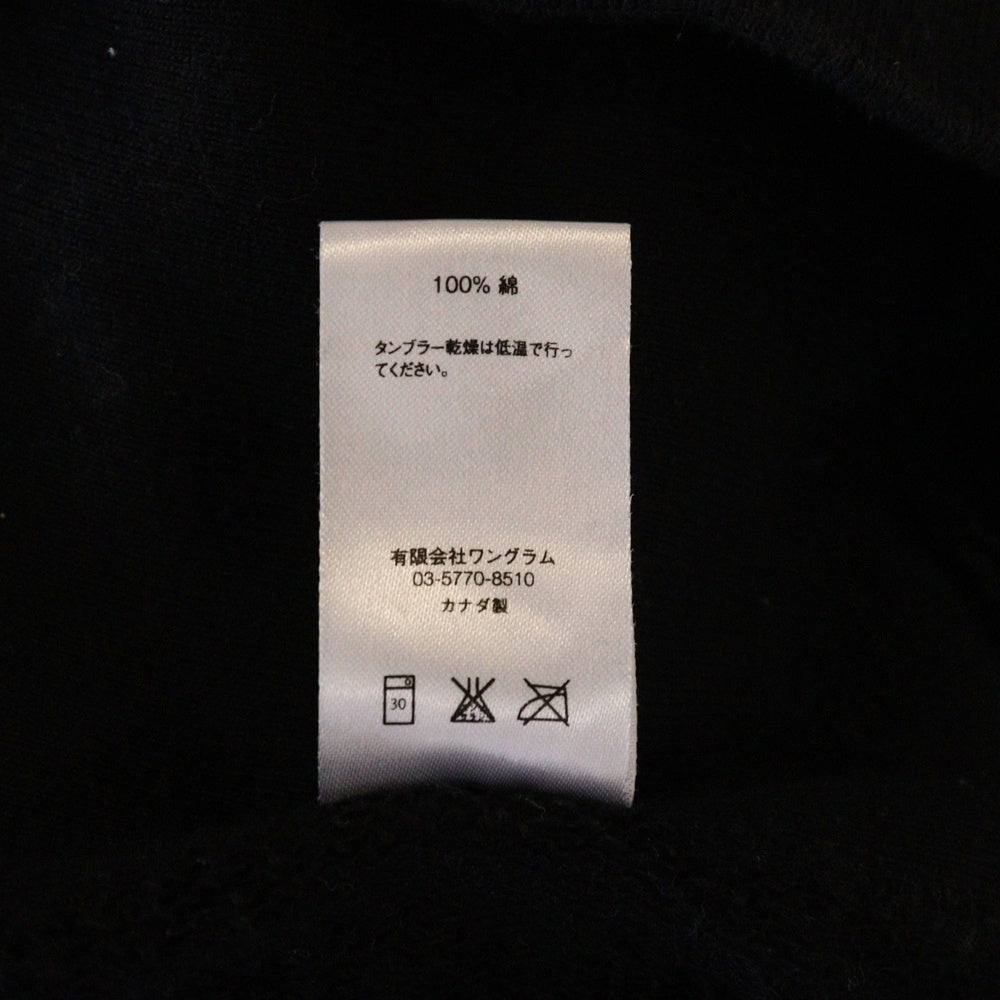 100% 綿
タンブラー乾燥は低温で行っ
てください。
有限会社ワングラム
03-5770-8510
カナダ製
30